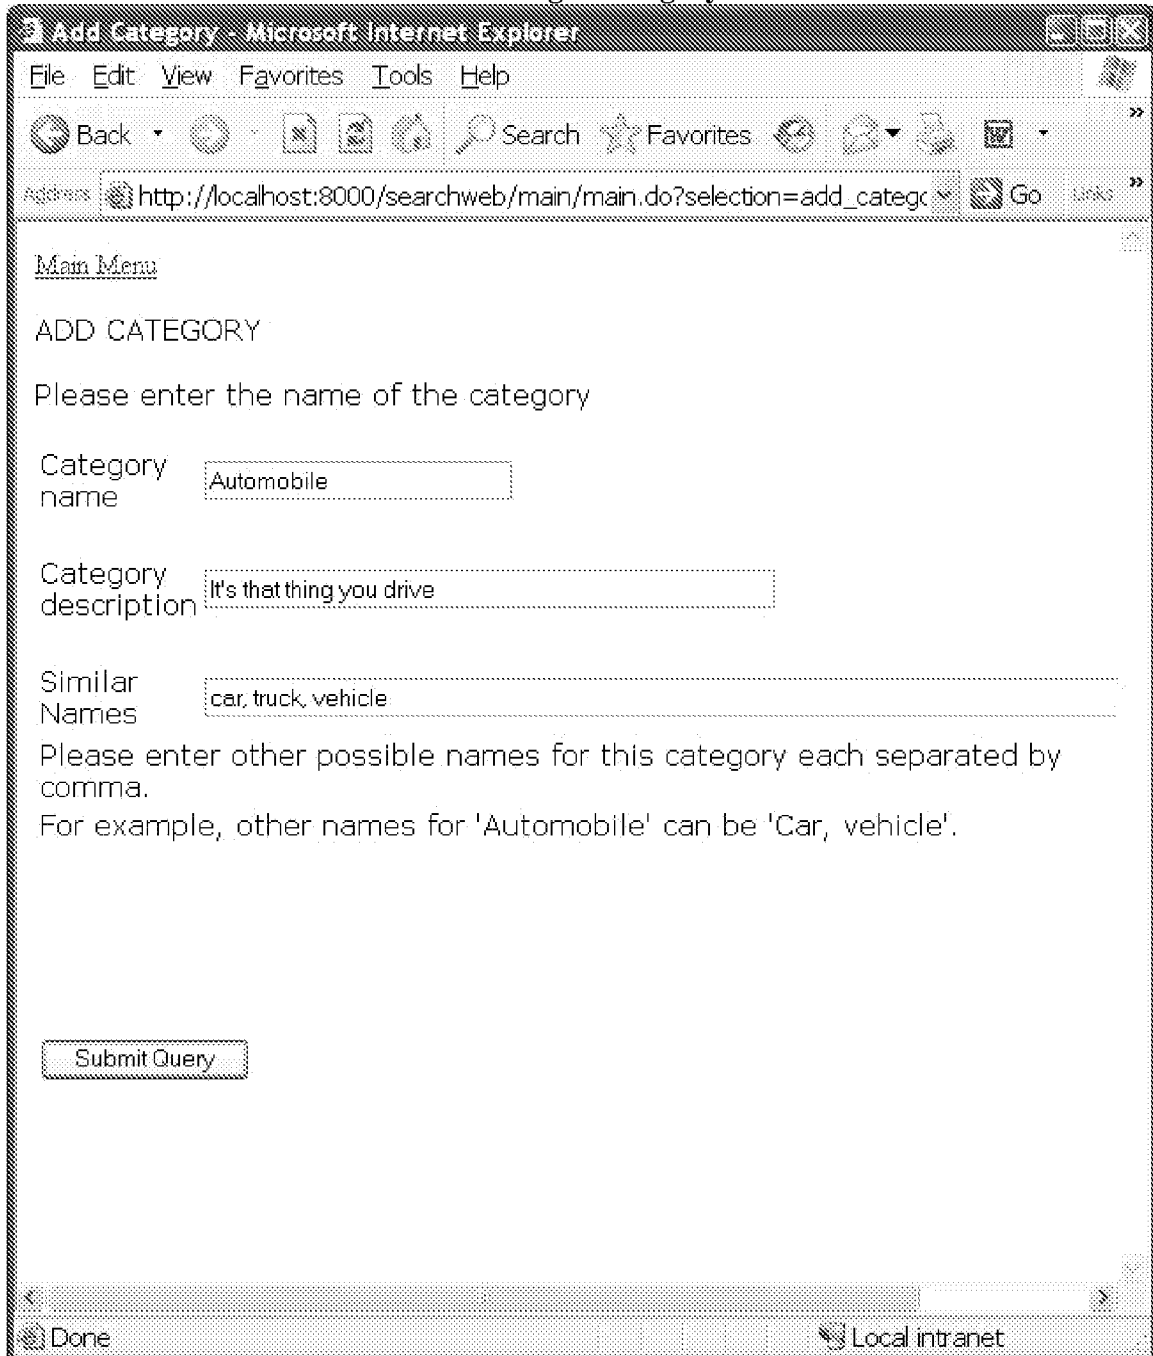 Add Category - Microsoft Internet Explorer
File Edit View Favorites Tools Help
Back Search Favorites »
Address http://localhost:8000/searchweb/main/main.do?selection=add_catego Go Links »
Main Menu
ADD CATEGORY
Please enter the name of the category
Category
name
Automobile
Category
description
It's that thing you drive
Similar
Names
car, truck, vehicle
Please enter other possible names for this category each separated by
comma.
For example, other names for 'Automobile' can be 'Car, vehicle'.
Submit Query
Done Local intranet